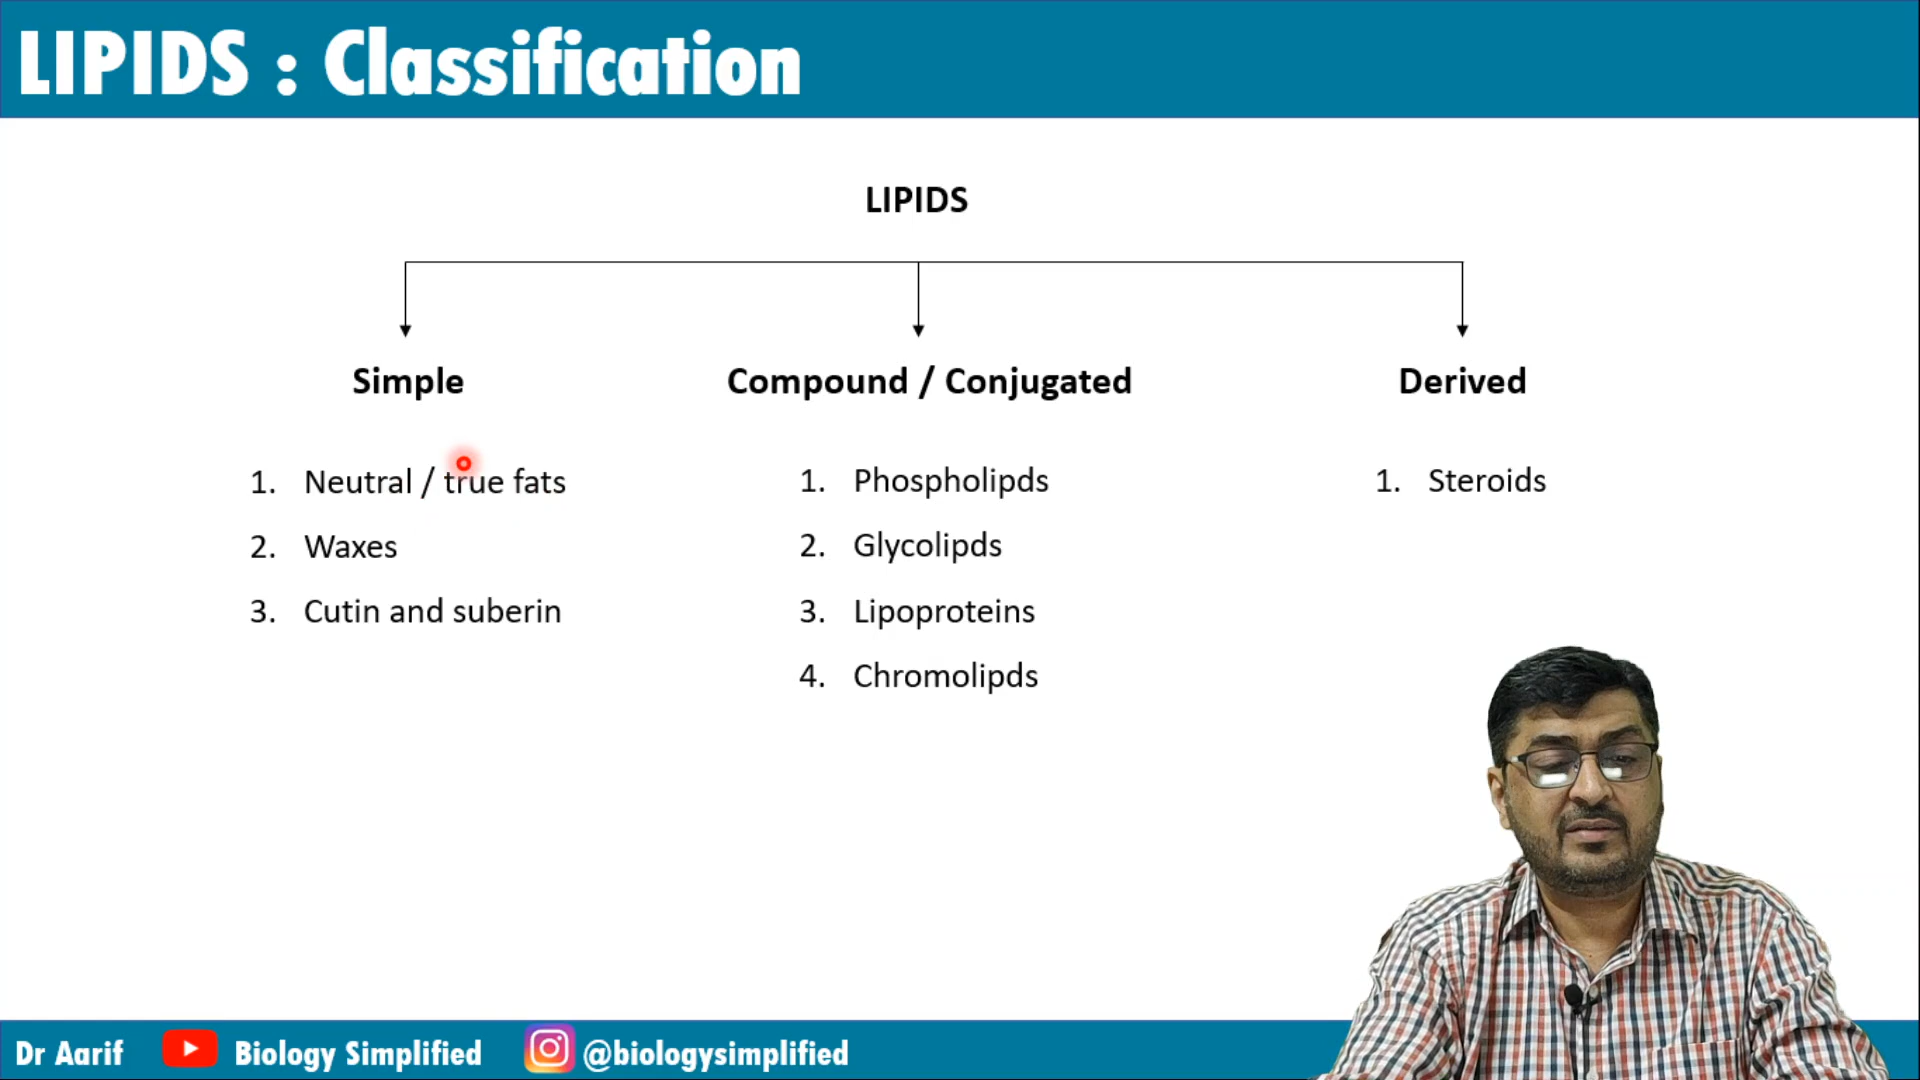 LIPIDS : Classification
LIPIDS
Simple
Compound / Conjugated
Derived
1. Neutral / true fats
2. Waxes
3. Cutin and suberin
1. Phospholipds
2. Glycolipds
3. Lipoproteins
4. Chromolipds
1. Steroids
Dr Aarif
Biology Simplified
@biologysimplified